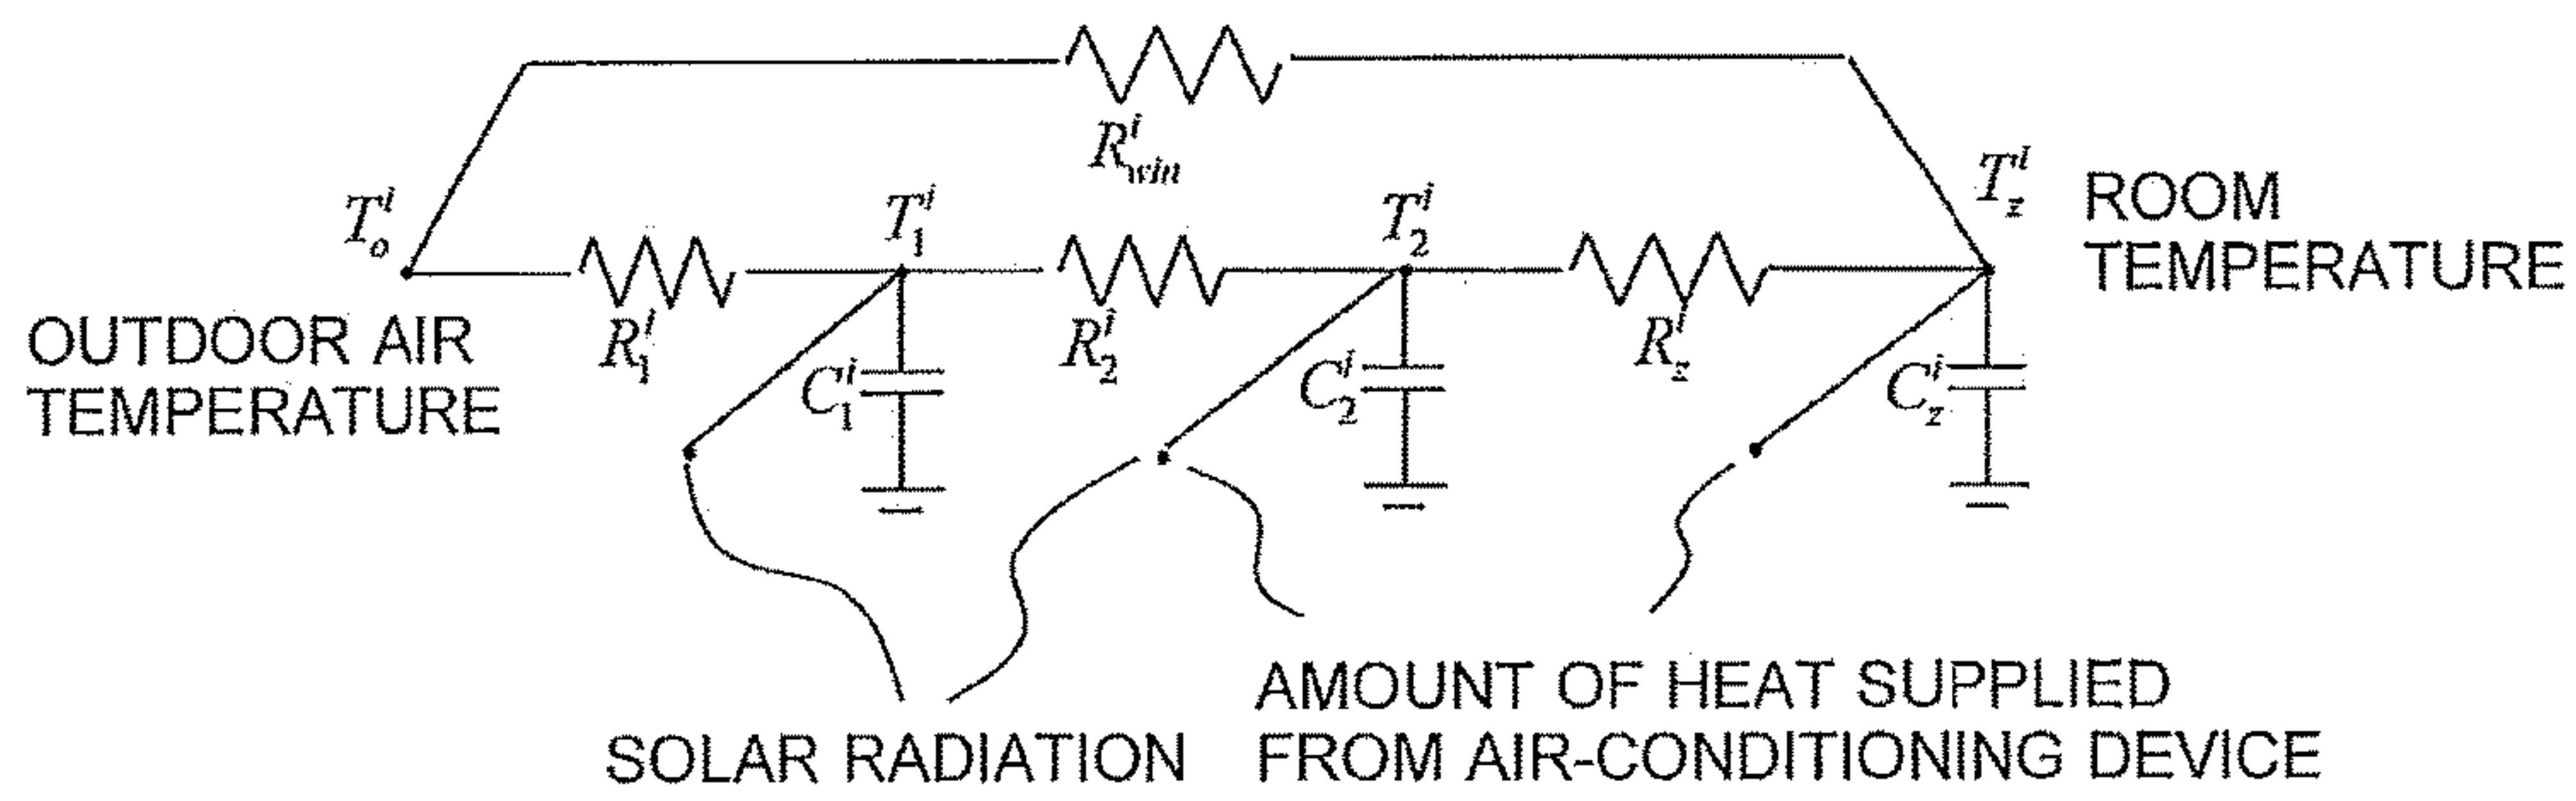 R^i_win
T^i_o
T^i_1
T^i_2
T^i_z
ROOM
TEMPERATURE
OUTDOOR AIR
TEMPERATURE
R^i_1
C^i_1
R^i_2
C^i_2
R^i_z
C^i_z
SOLAR RADIATION
AMOUNT OF HEAT SUPPLIED
FROM AIR-CONDITIONING DEVICE